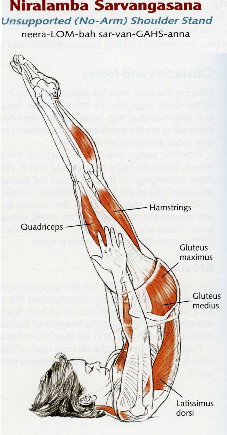 Niralamba Sarvangasana
Unsupported (No-Arm) Shoulder Stand
neera-LOM-bah sar-van-GAHS-anna
Hamstrings
Quadriceps
Gluteus
maximus
Gluteus
medius
Latissimus
dorsi